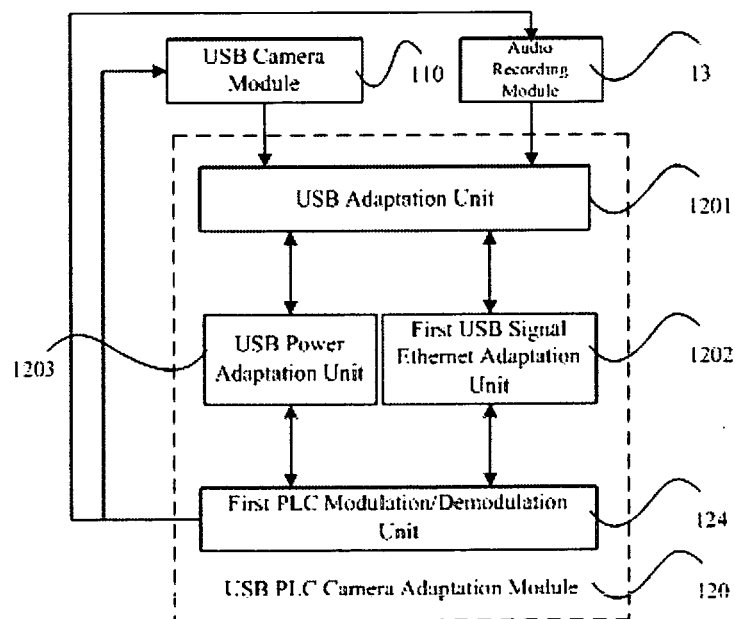 USB Camera
Module
110
Audio
Recording
Module
13
USB Adaptation Unit
1201
USB Power
Adaptation Unit
1203
First USB Signal
Ethernet Adaptation
Unit
1202
First PLC Modulation/Demodulation
Unit
124
USB PLC Camera Adaptation Module
120